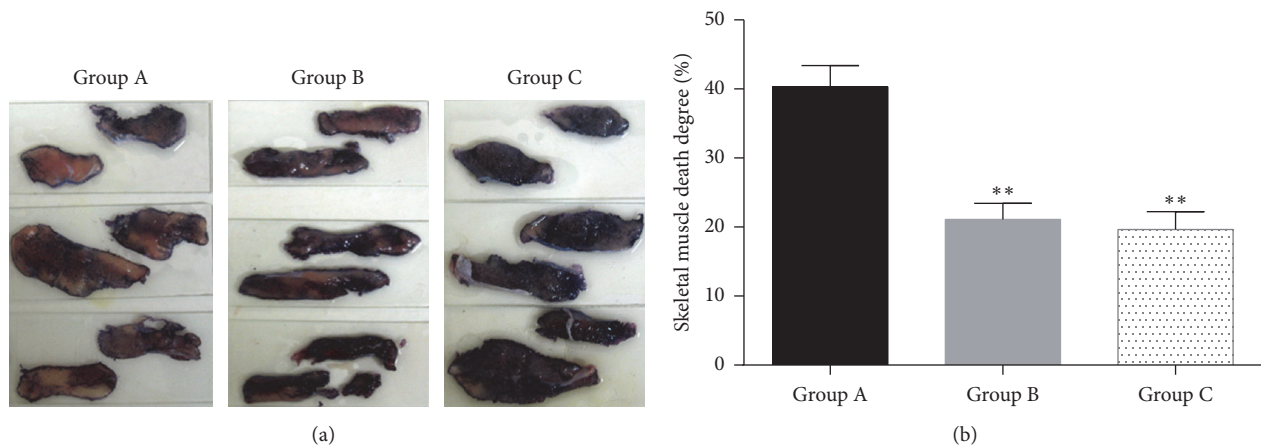 Group A
Group B
Group C
(a)
Skeletal muscle death degree (%)
50
40
30
20
10
0
**
**
Group A
Group B
Group C
(b)